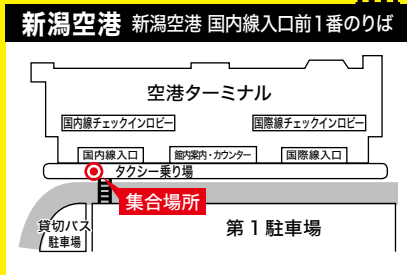 新潟空港 新潟空港 国内線入口前1番のりば
空港ターミナル
国内線チェックインロビー 国際線チェックインロビー
国内線入口 館内案内・カウンター 国際線入口
タクシー乗り場
集合場所
貸切バス
駐車場
第1駐車場